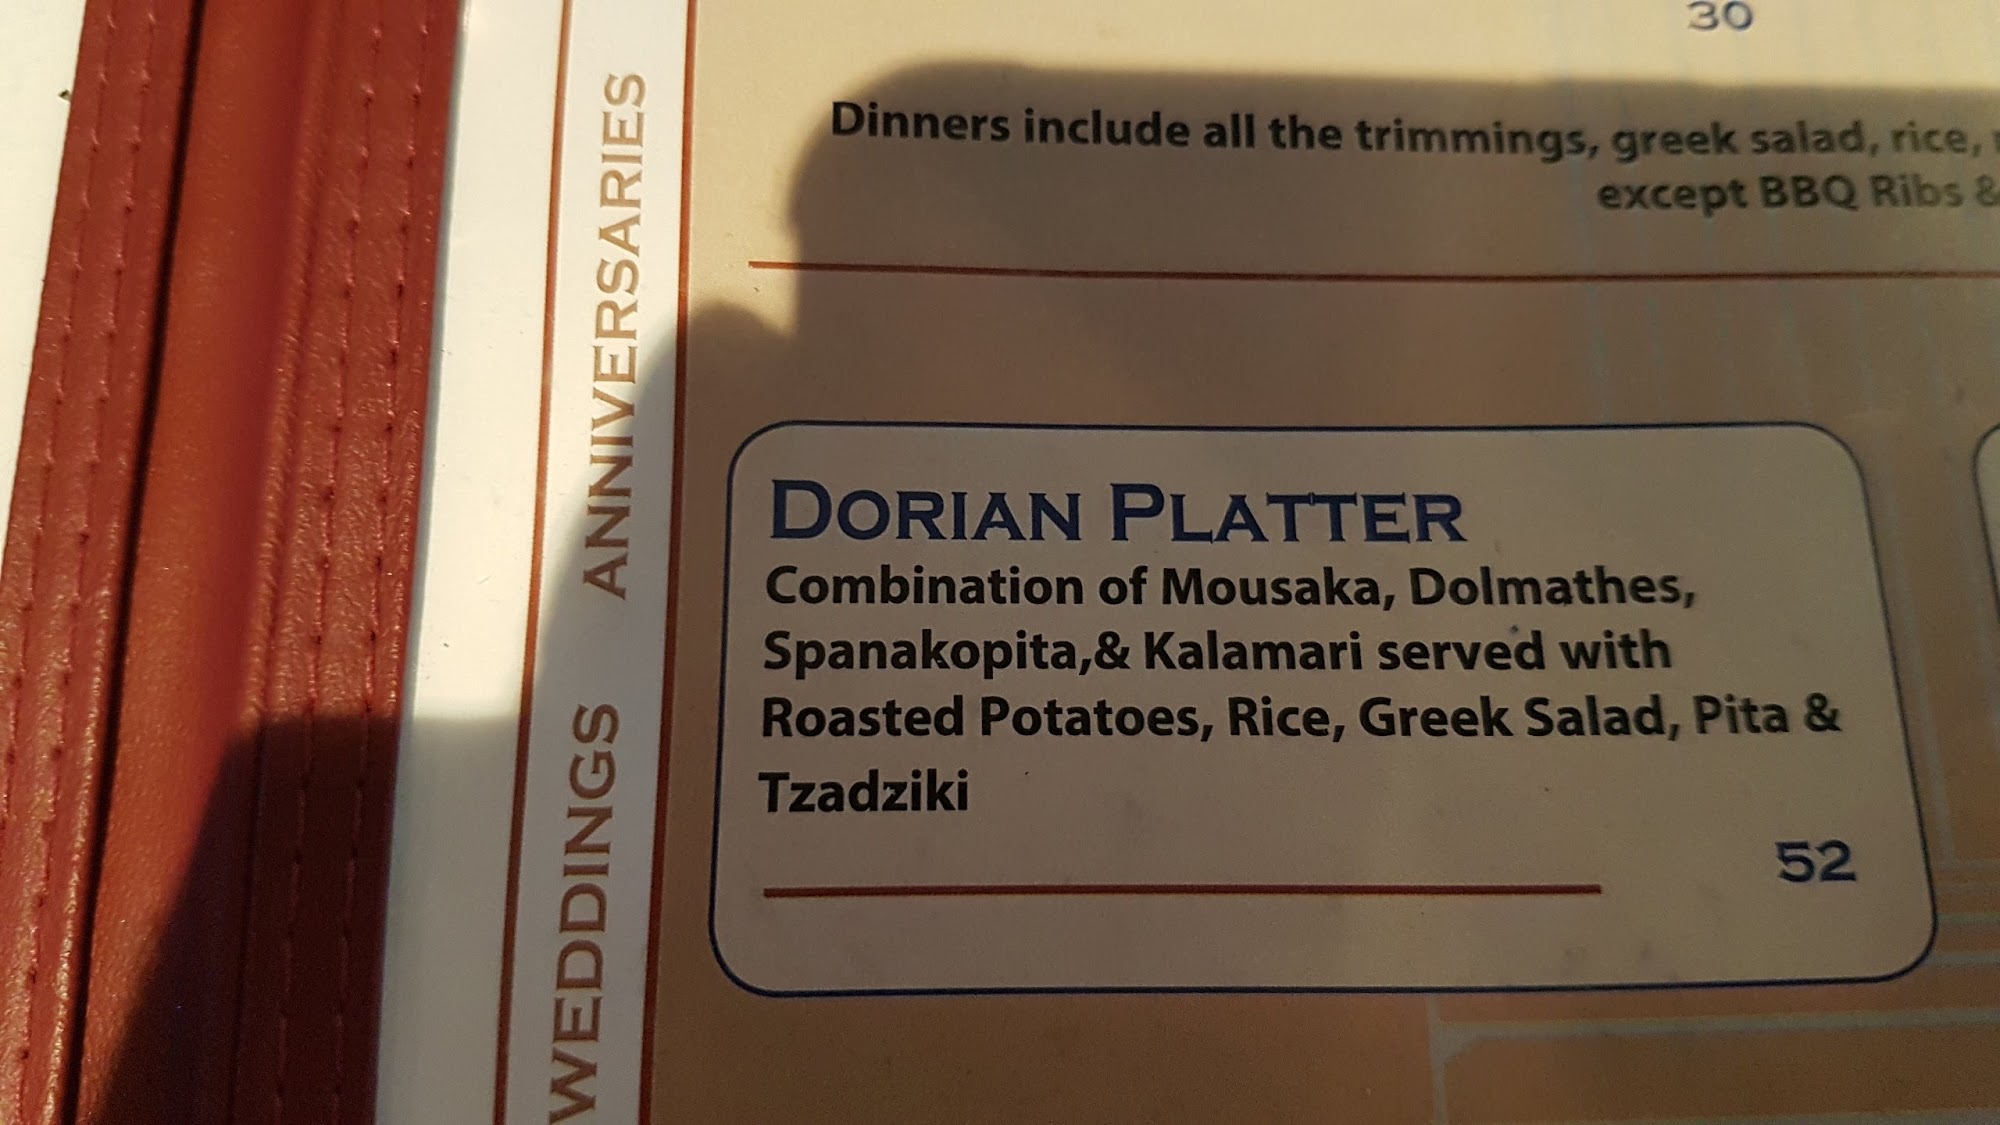 30
Dinners include all the trimmings, greek salad, rice,
except BBQ Ribs &
DORIAN PLATTER
Combination of Mousaka, Dolmathes,
Spanakopita,& Kalamari served with
Roasted Potatoes, Rice, Greek Salad, Pita &
Tzadziki
52
WEDDINGS ANNIVERSARIES